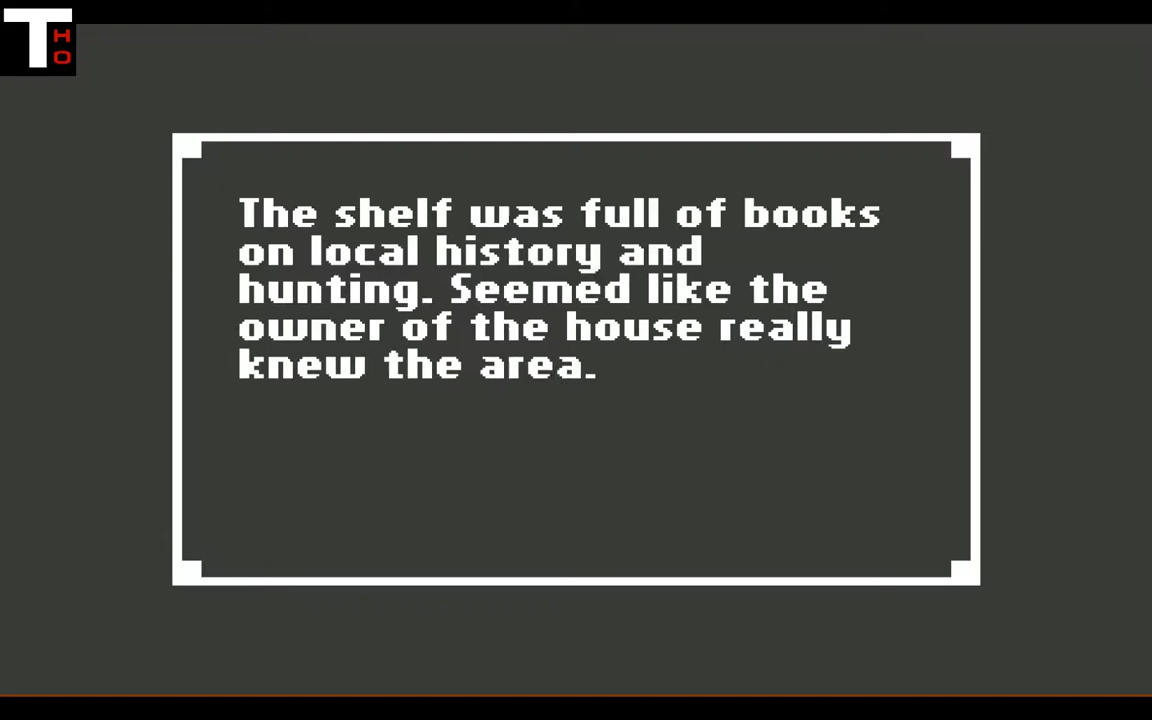 T HO
The shelf was full of books
on local history and
hunting. Seemed like the
owner of the house really
knew the area.